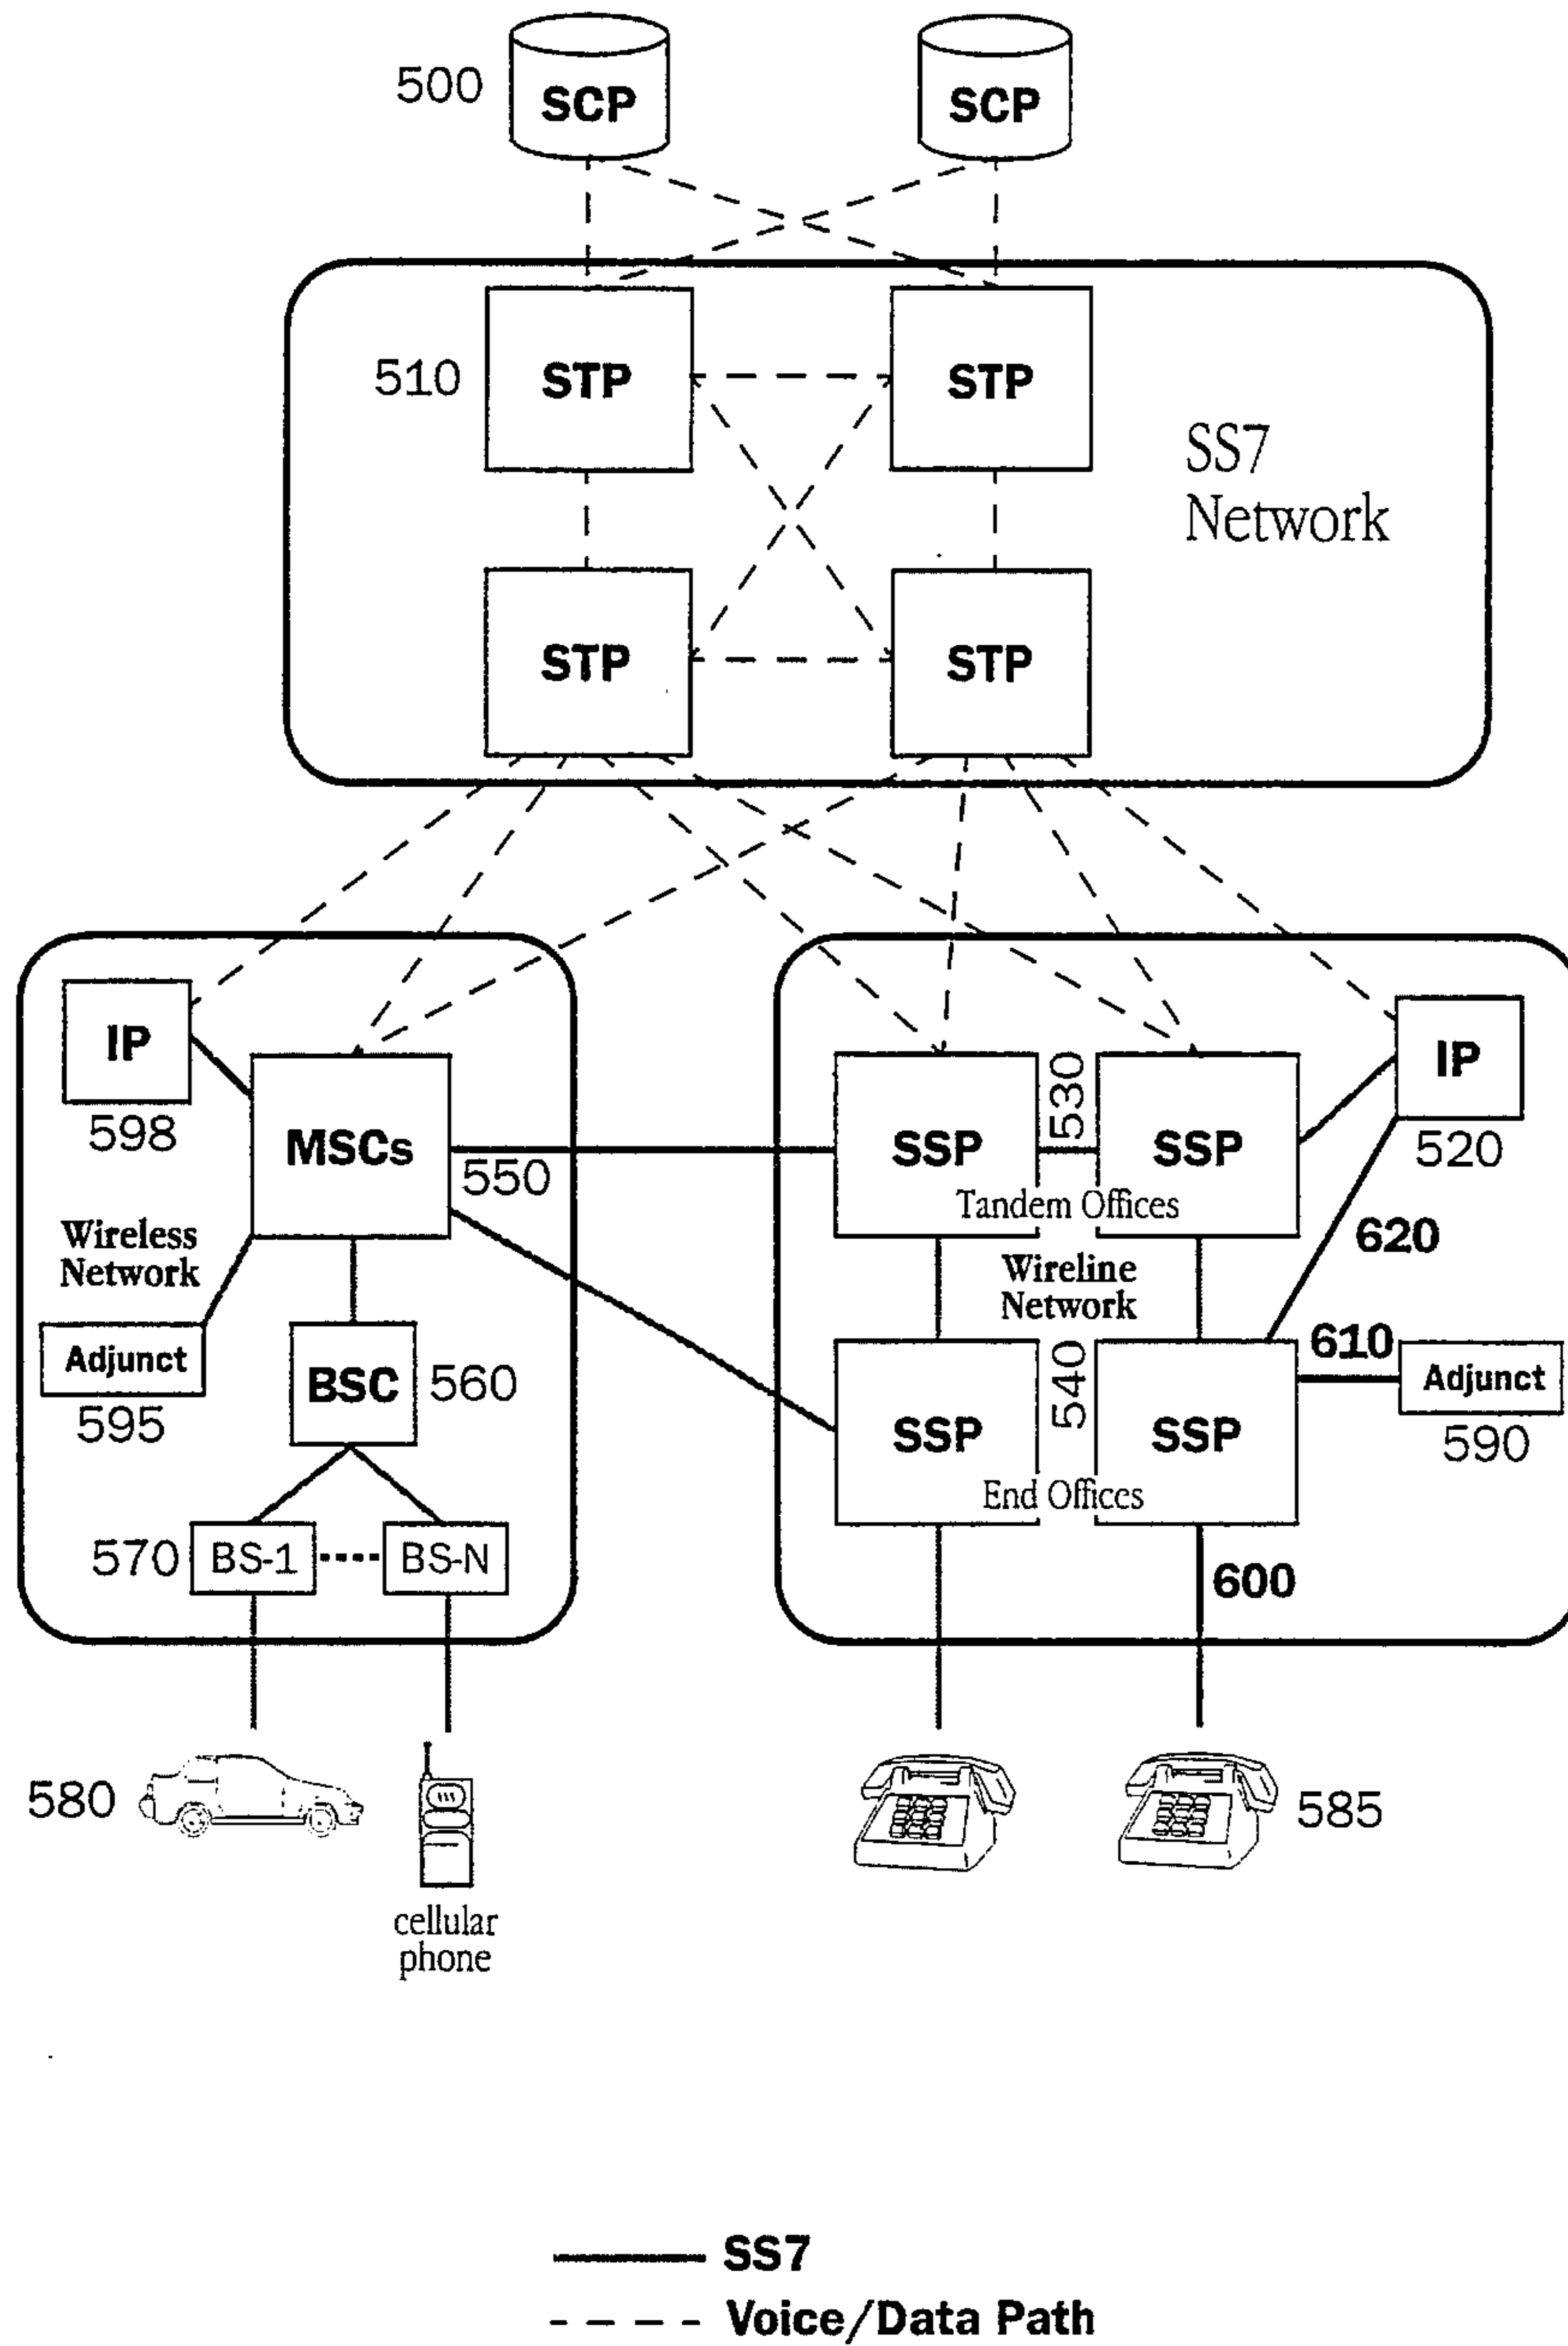 500
SCP
SCP
510
STP
STP
SS7
Network
STP
STP
IP
598
MSCs
550
Wireless
Network
Adjunct
595
BSC
560
570
BS-1
BS-N
580
cellular
phone
SSP
530
SSP
IP
520
Tandem Offices
620
Wireline
Network
610
Adjunct
590
SSP
540
SSP
End Offices
600
585
SS7
Voice/Data Path